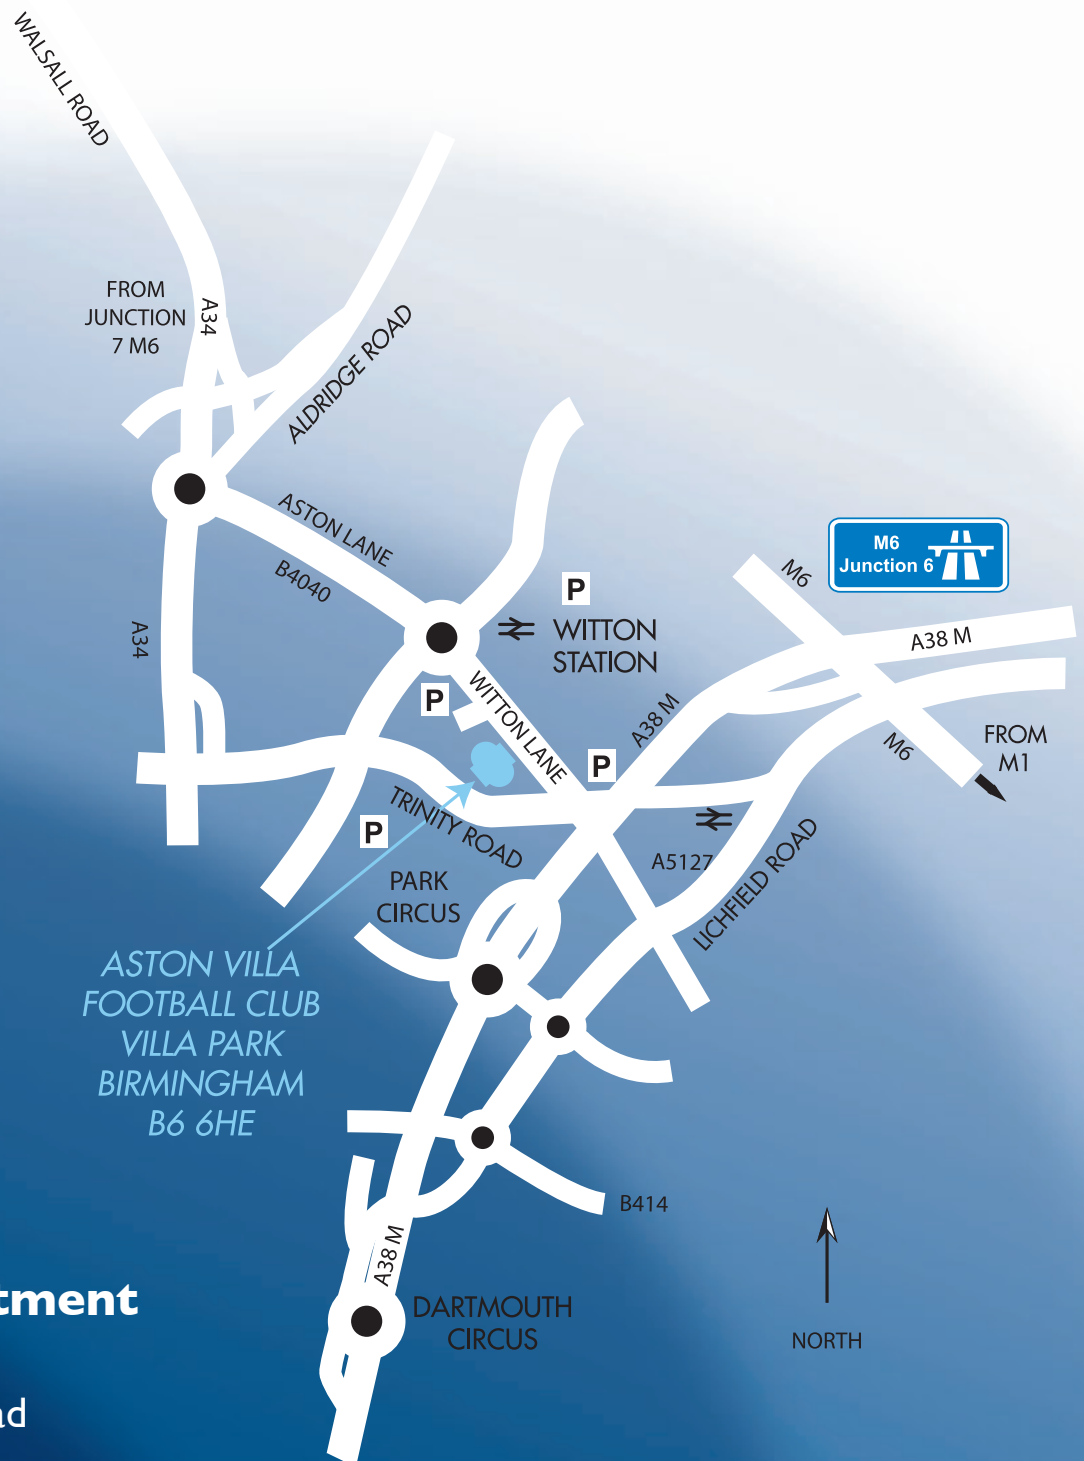 WALSALL ROAD
FROM
JUNCTION
7 M6
A34
ALDRIDGE ROAD
ASTON LANE
B4040
A34
P
WITTON
STATION
M6
M6
Junction 6
A38 M
P
WITTON LANE
A38 M
P
M6
FROM
M1
P
TRINITY ROAD
A5127
LICHFIELD ROAD
PARK
CIRCUS
ASTON VILLA
FOOTBALL CLUB
VILLA PARK
BIRMINGHAM
B6 6HE
B414
A38 M
DARTMOUTH
CIRCUS
NORTH
tment
ad